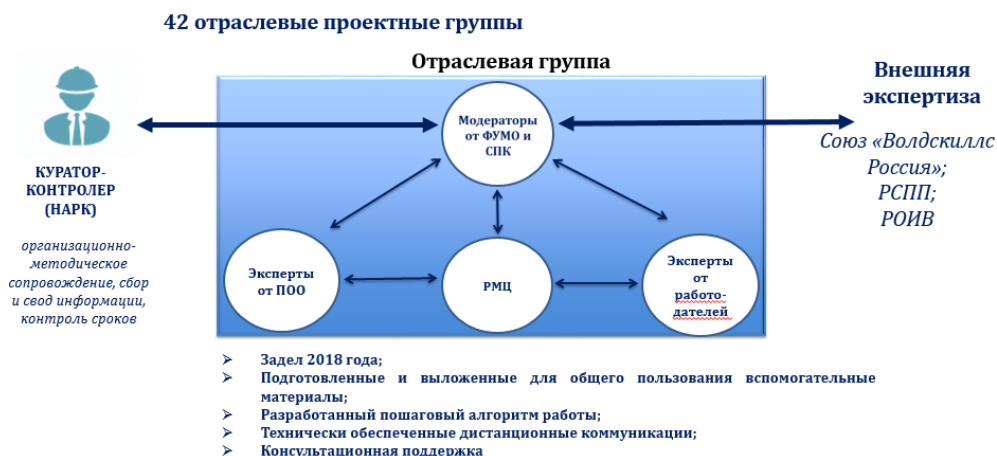 42 отраслевые проектные группы
Отраслевая группа
Внешняя
экспертиза
Модераторы
от ФУМО и
СПК
Союз «Волдскиллс
Россия»;
РСПП;
РОИВ
КУРАТОР-
КОНТРОЛЕР
(НАРК)
организационно-
методическое
сопровождение, сбор
и свод информации,
контроль сроков
Эксперты
от ПОО
РМЦ
Эксперты
от
работо-
дателей
➢ Задел 2018 года;
➢ Подготовленные и выложенные для общего пользования вспомогательные
материалы;
➢ Разработанный пошаговый алгоритм работы;
➢ Технически обеспеченные дистанционные коммуникации;
➢ Консультационная поддержка